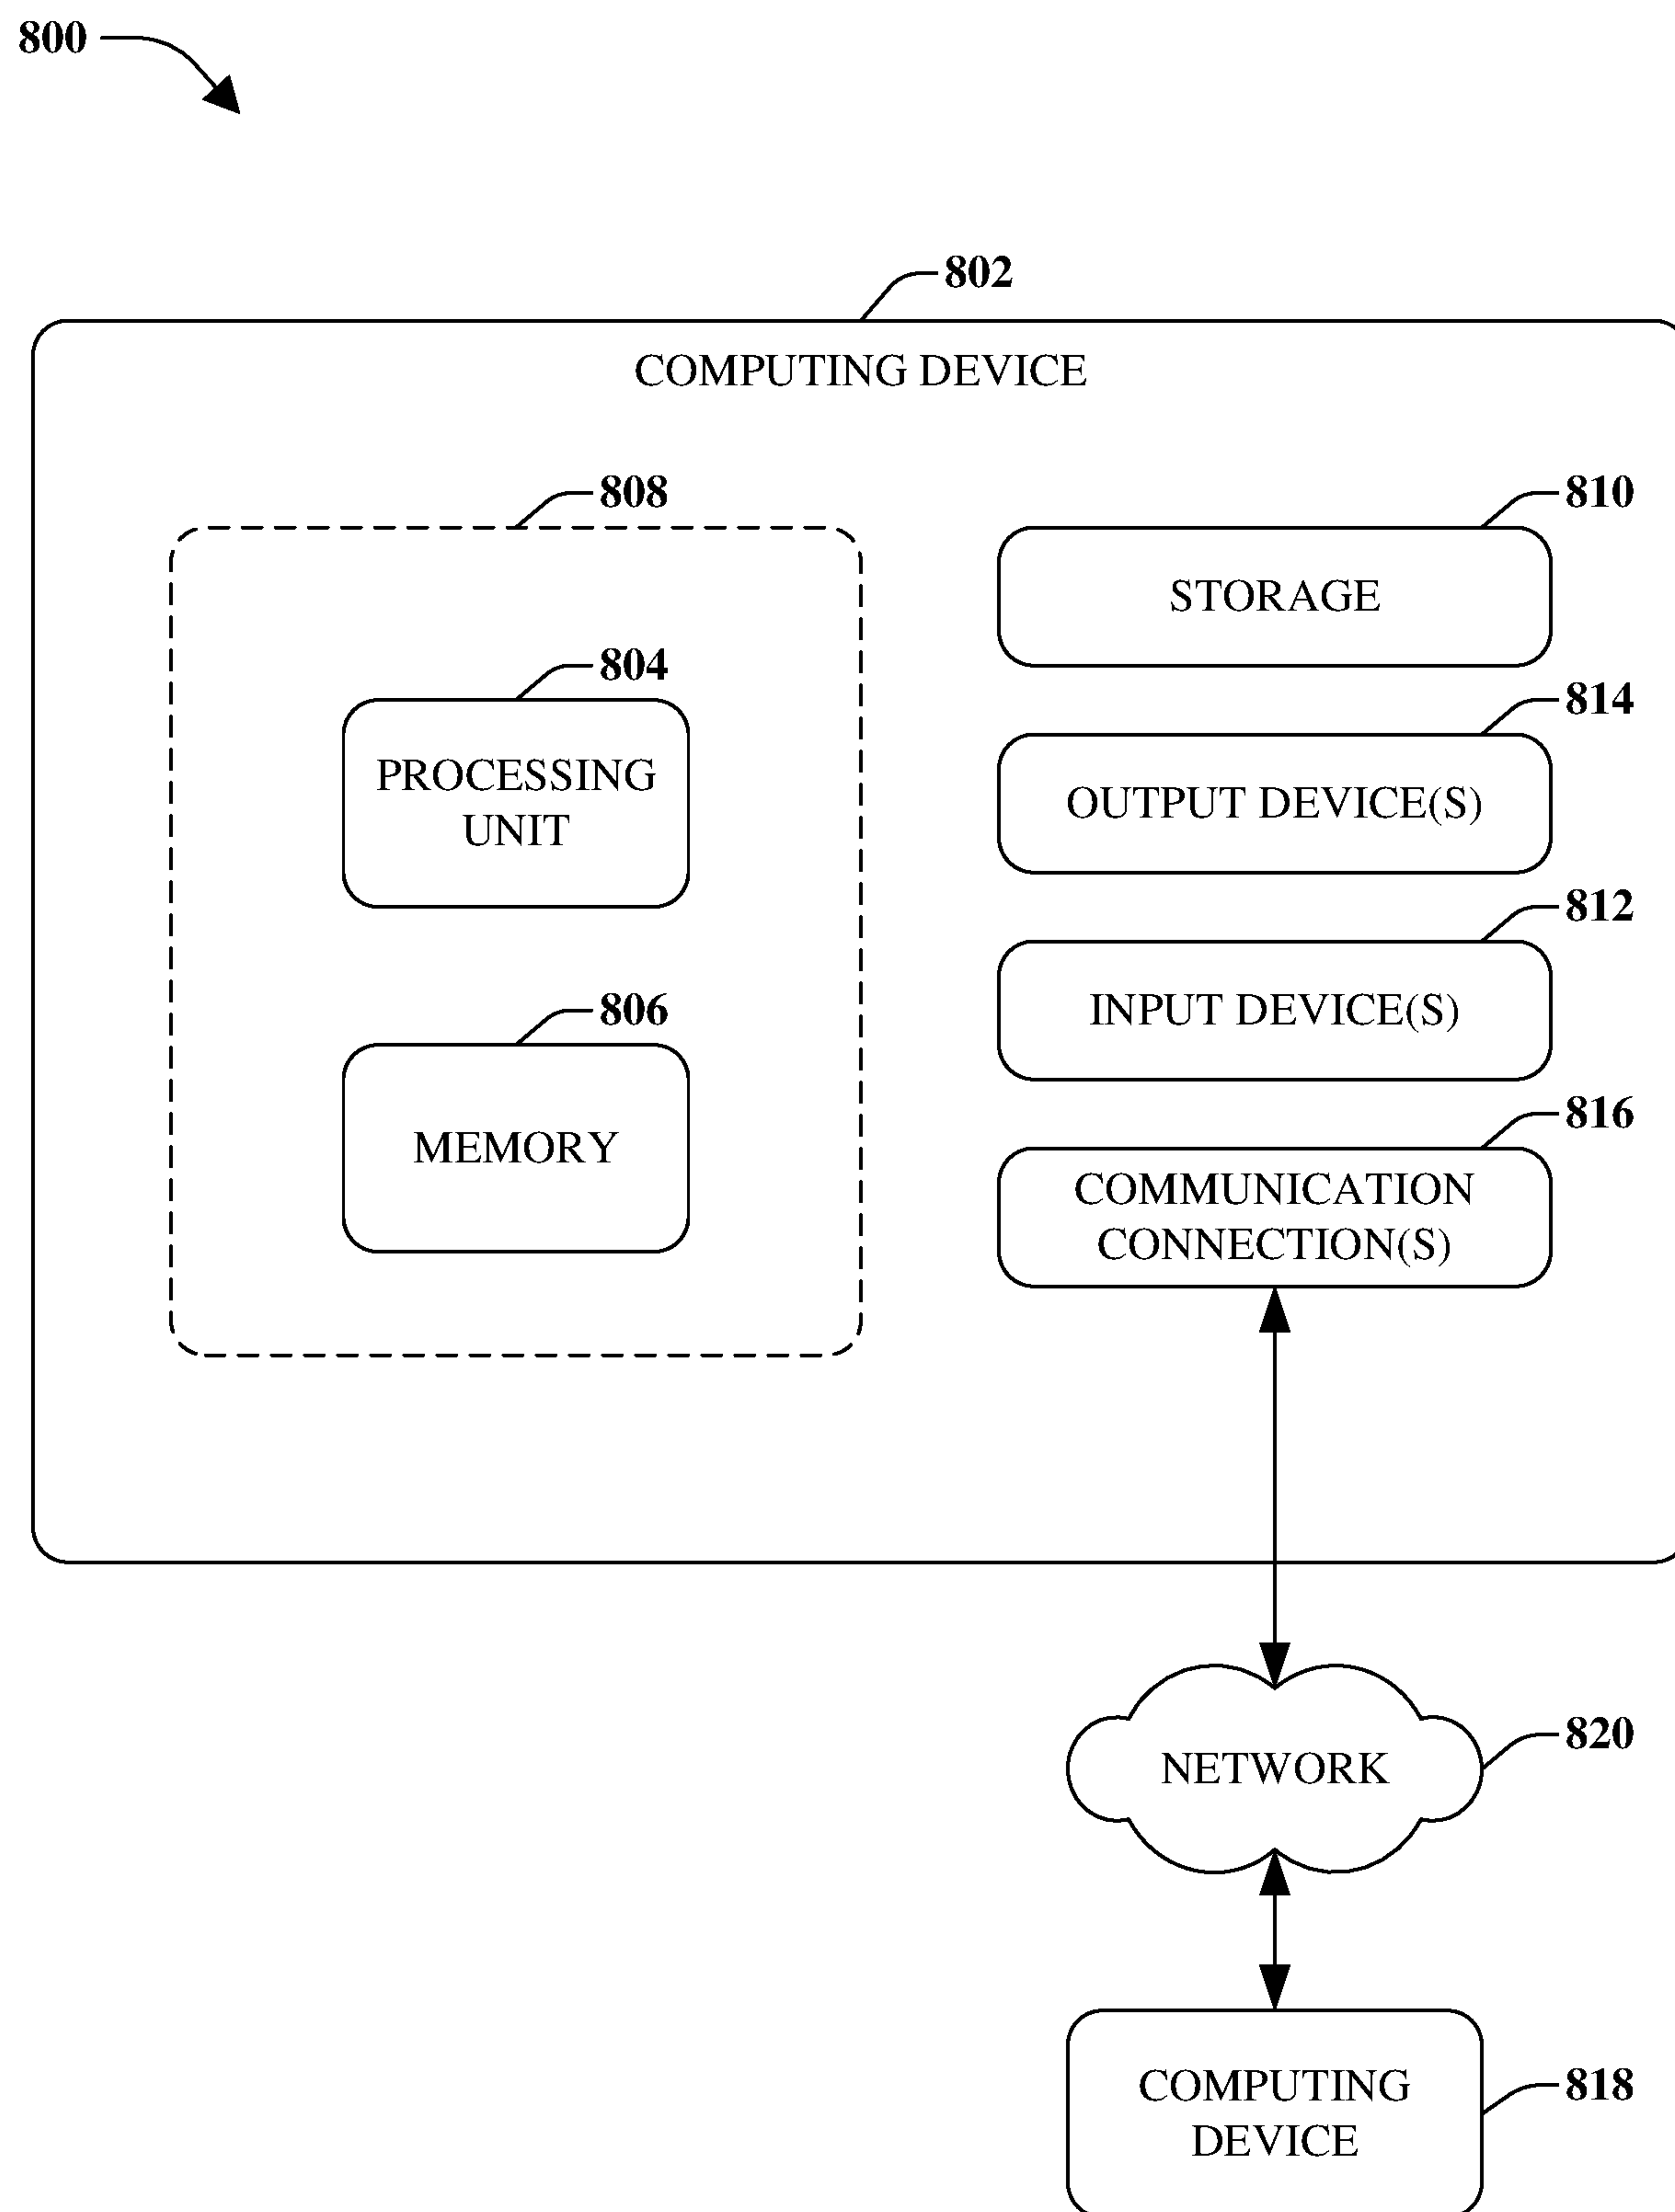 800
802
COMPUTING DEVICE
808
804
PROCESSING
UNIT
806
MEMORY
810
STORAGE
814
OUTPUT DEVICE(S)
812
INPUT DEVICE(S)
816
COMMUNICATION
CONNECTION(S)
820
NETWORK
818
COMPUTING
DEVICE